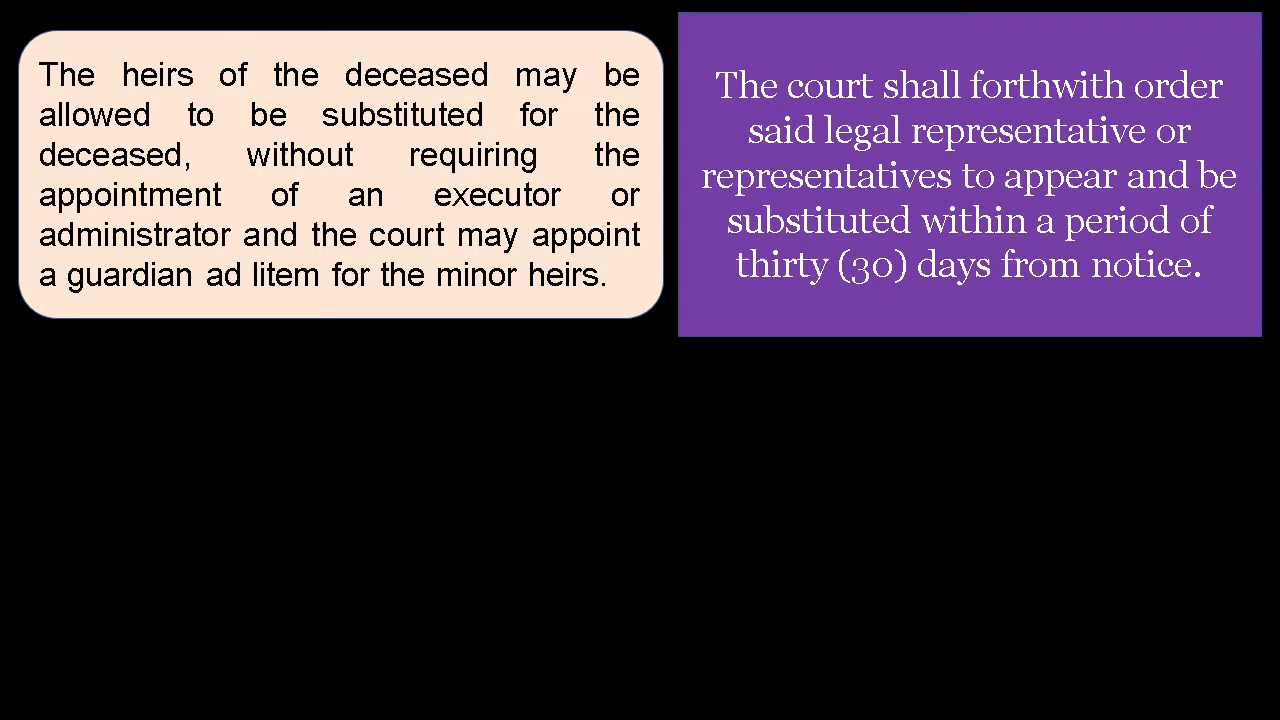 The heirs of the deceased may be
allowed to be substituted for the
deceased, without requiring the
appointment of an executor or
administrator and the court may appoint
a guardian ad litem for the minor heirs.
The court shall forthwith order
said legal representative or
representatives to appear and be
substituted within a period of
thirty (30) days from notice.